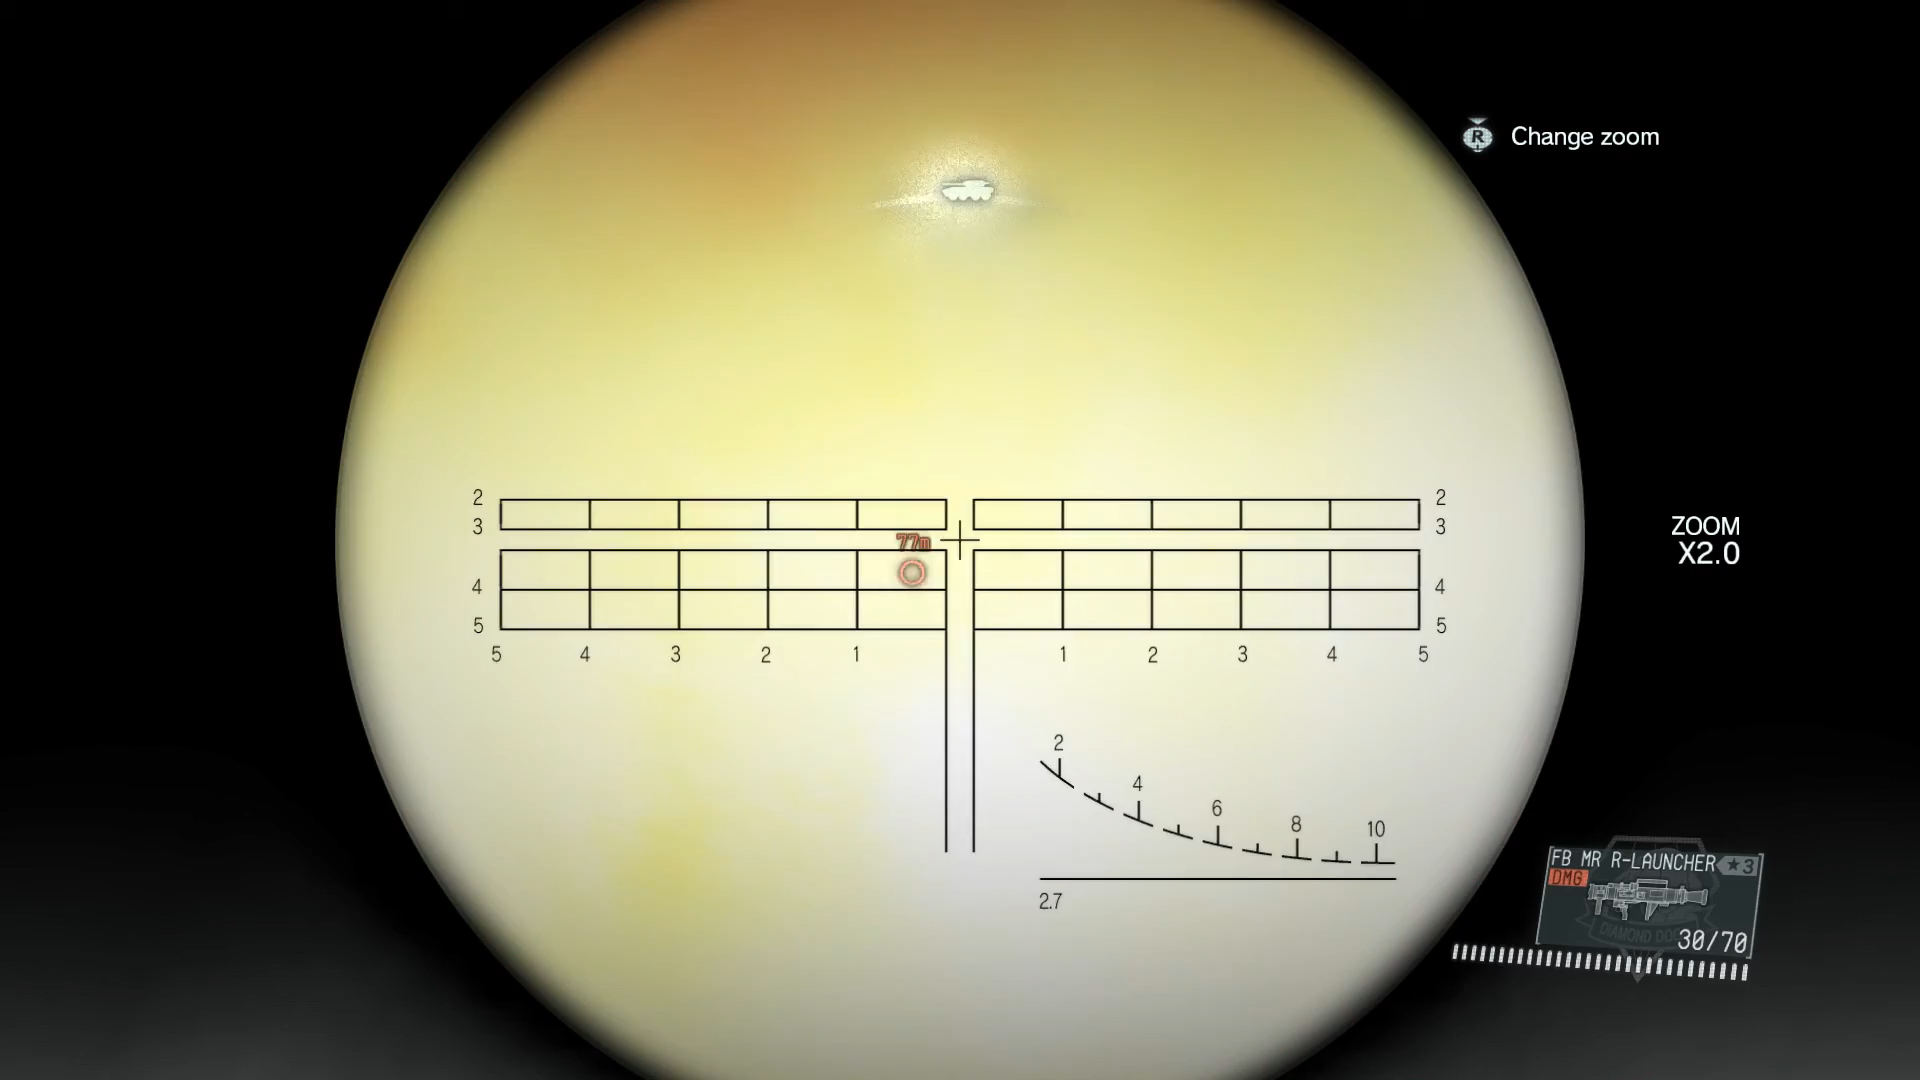 R Change zoom
2 2
3 3
77m
ZOOM
X2.0
4 4
5 5
5 4 3 2 1 1 2 3 4 5
2
4
6
8
10
2.7
FB MR R-LAUNCHER ★3
DMG
DIAMOND DOGS
30/70